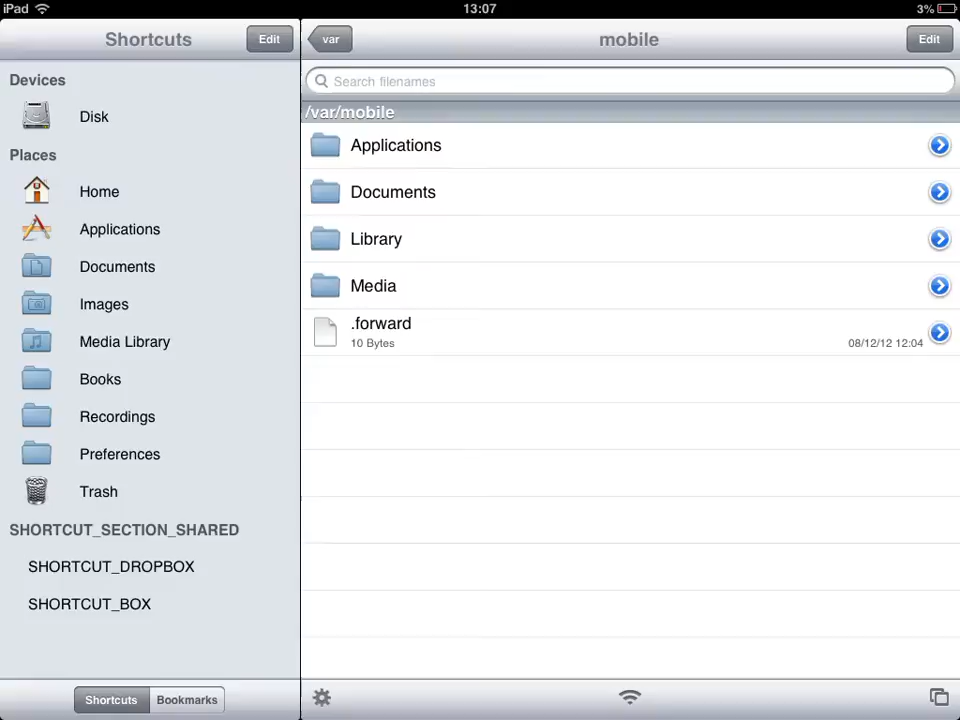 iPad
13:07
3%
Shortcuts
Edit
var
mobile
Edit
Search filenames
/var/mobile
Devices
Disk
Places
Home
Applications
Documents
Images
Media Library
Books
Recordings
Preferences
Trash
SHORTCUT_SECTION_SHARED
SHORTCUT_DROPBOX
SHORTCUT_BOX
Shortcuts
Bookmarks
Applications
Documents
Library
Media
.forward
10 Bytes
08/12/12 12:04